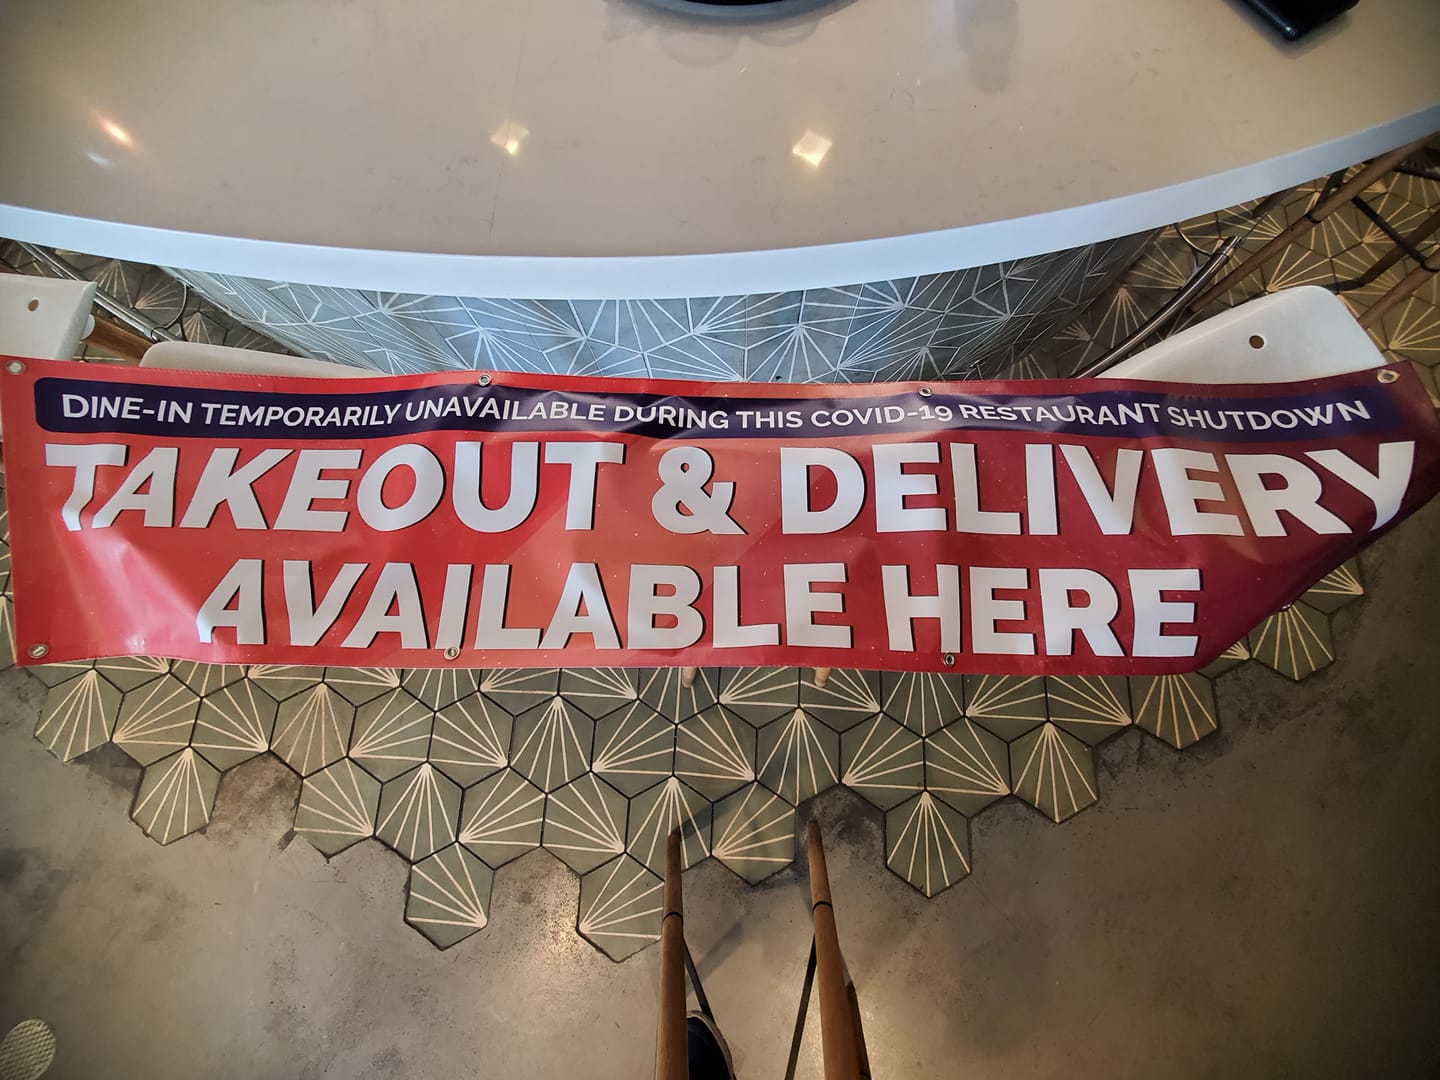 DINE-IN TEMPORARILY UNAVAILABLE DURING THIS COVID-19 RESTAURANT SHUTDOWN
TAKEOUT & DELIVERY
AVAILABLE HERE